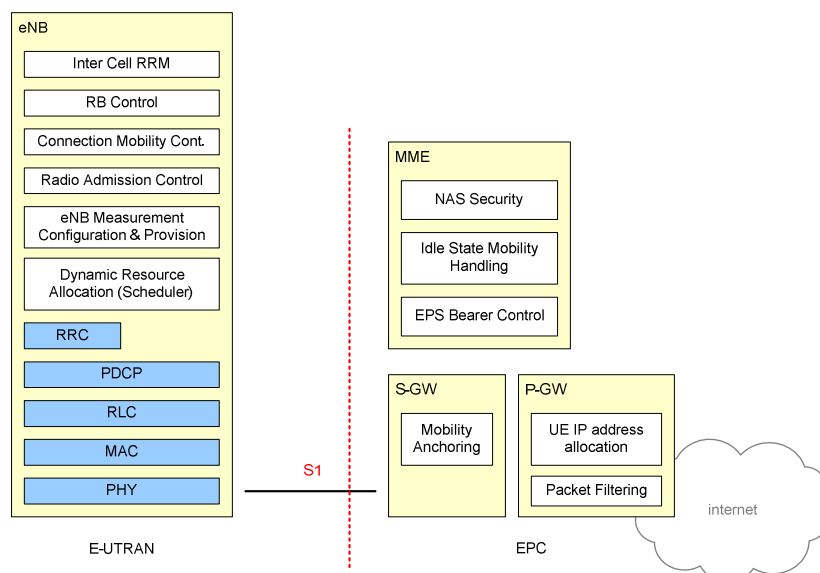 eNB
Inter Cell RRM
RB Control
Connection Mobility Cont.
Radio Admission Control
eNB Measurement
Configuration & Provision
Dynamic Resource
Allocation (Scheduler)
RRC
PDCP
RLC
MAC
PHY
E-UTRAN
S1
MME
NAS Security
Idle State Mobility
Handling
EPS Bearer Control
S-GW
Mobility
Anchoring
P-GW
UE IP address
allocation
Packet Filtering
internet
EPC